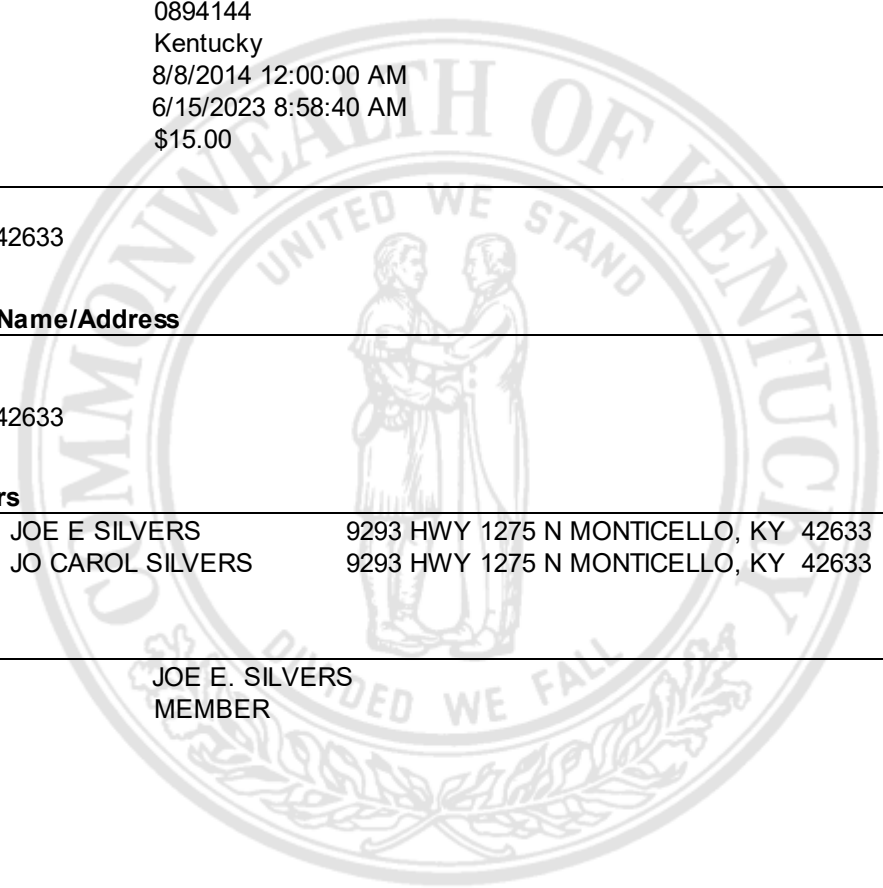 0894144
Kentucky
8/8/2014 12:00:00 AM
6/15/2023 8:58:40 AM
$15.00
42633
Name/Address
42633
rs
JOE E SILVERS 9293 HWY 1275 N MONTICELLO, KY 42633
JO CAROL SILVERS 9293 HWY 1275 N MONTICELLO, KY 42633
JOE E. SILVERS
MEMBER
COMMONWEALTH OF KENTUCKY
UNITED WE STAND
DIVIDED WE FALL